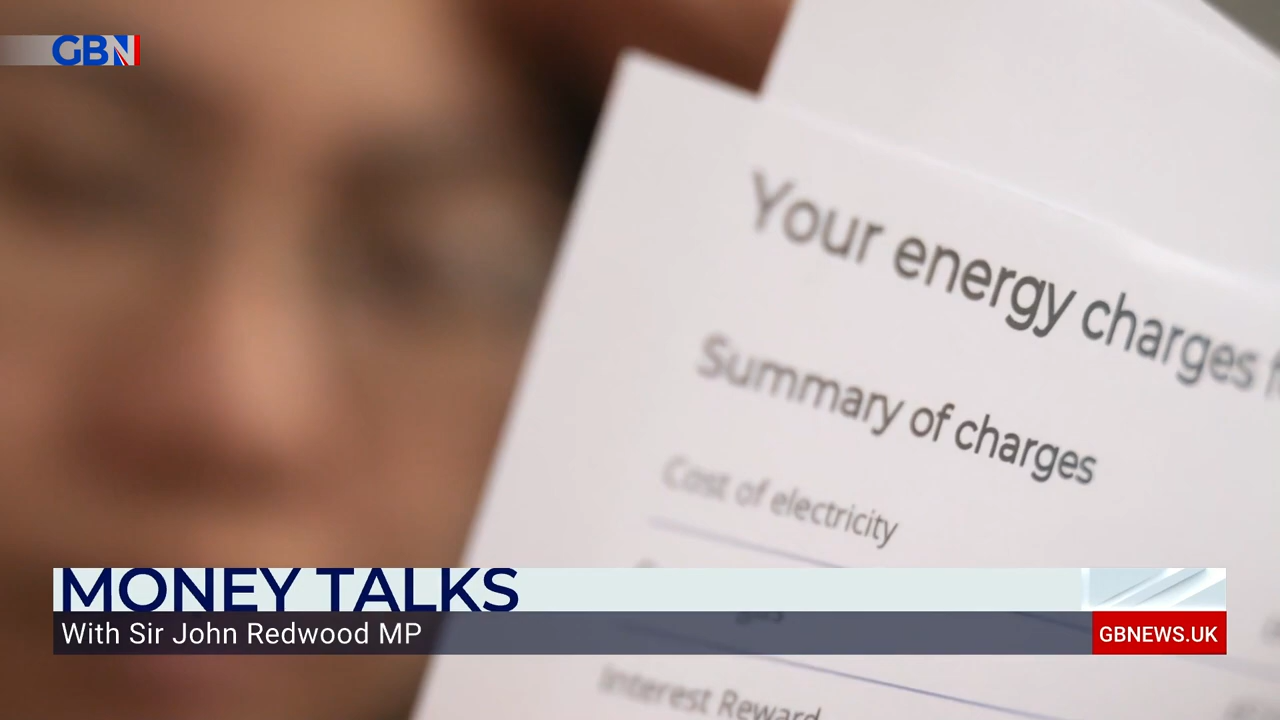 GBN
Your energy charges
Summary of charges
Cost of electricity
Interest Reward
MONEY TALKS
With Sir John Redwood MP
GBNEWS.UK